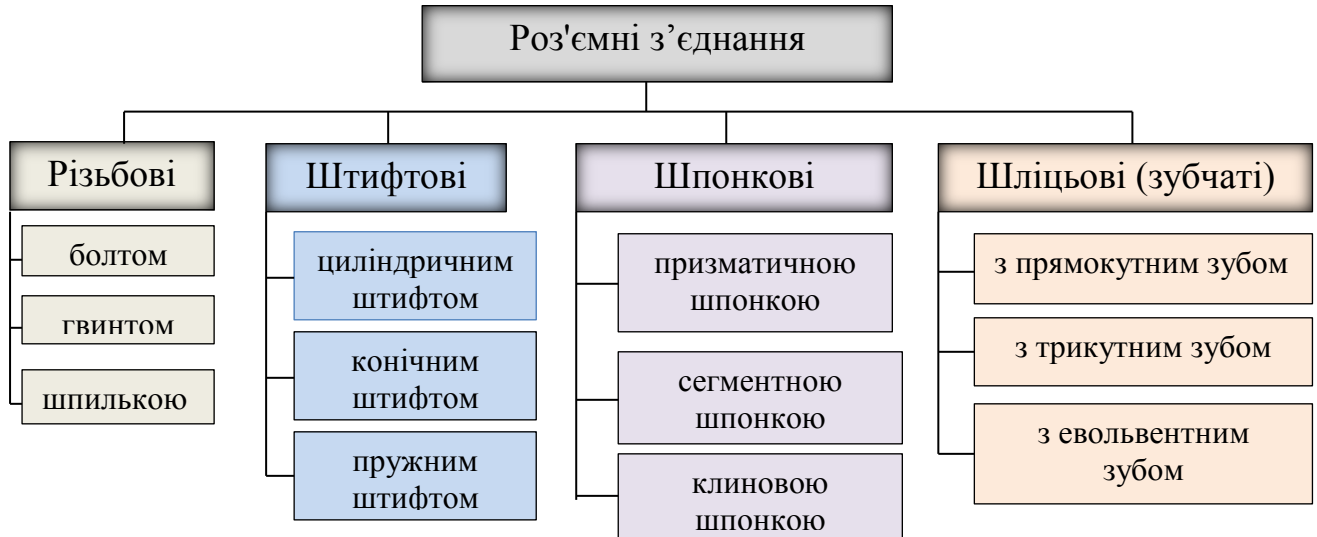 Роз'ємні з’єднання
Різьбові
болтом
гвинтом
шпилькою
Штифтові
циліндричним
штифтом
конічним
штифтом
пружним
штифтом
Шпонкові
призматичною
шпонкою
сегментною
шпонкою
клиновою
шпонкою
Шліцьові (зубчаті)
з прямокутним зубом
з трикутним зубом
з евольвентним
зубом